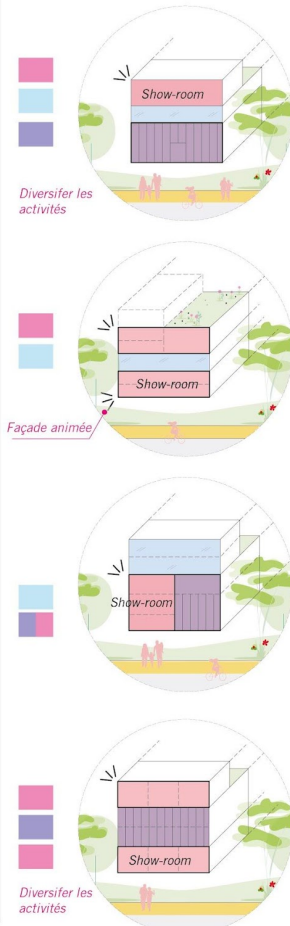 Show-room
Diversifer les
activités
Show-room
Façade animée
Show-room
Show-room
Diversifer les
activités